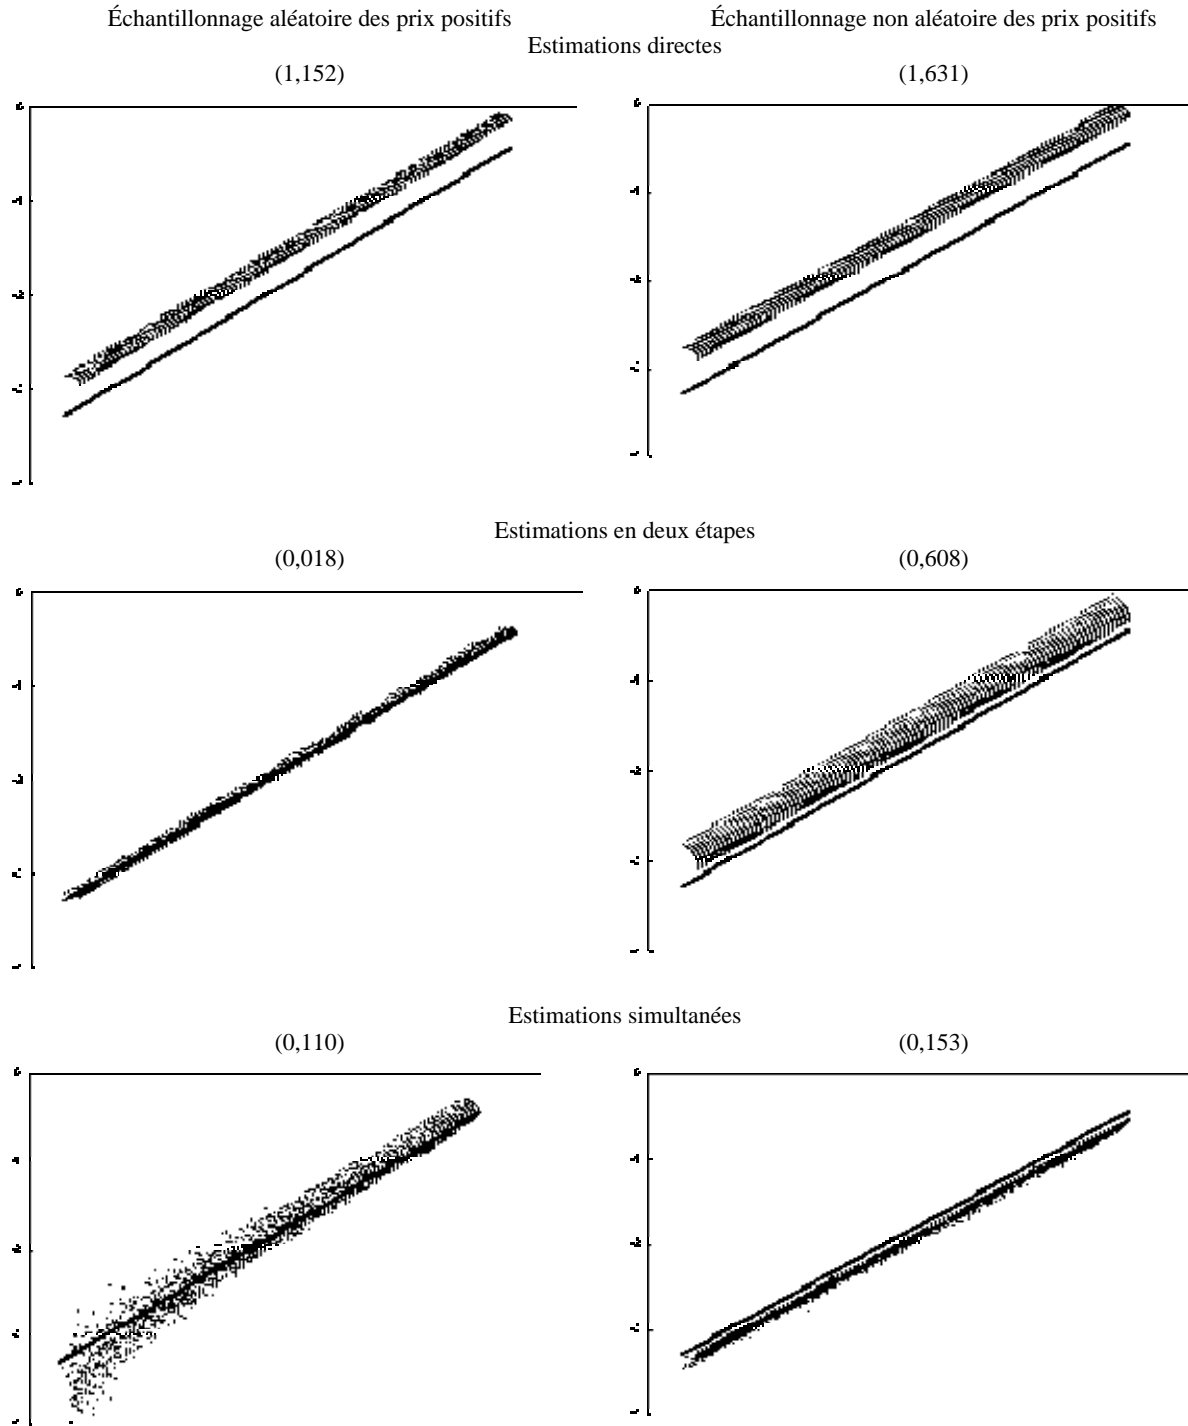 Échantillonnage aléatoire des prix positifs
Échantillonnage non aléatoire des prix positifs
Estimations directes
(1,152)
(1,631)
Estimations en deux étapes
(0,018)
(0,608)
Estimations simultanées
(0,110)
(0,153)